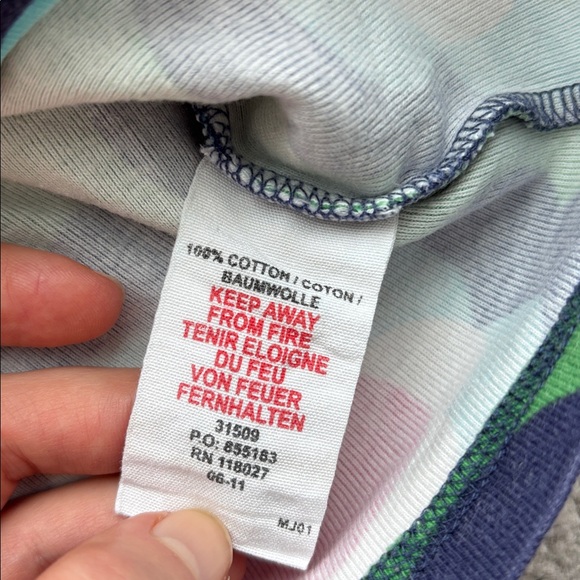 100% COTTON / COTON /
BAUMWOLLE
KEEP AWAY
FROM FIRE
TENIR ELOIGNE
DU FEU
VON FEUER
FERNHALTEN
31509
P.O: 855163
RN 118027
06-11
MJ01